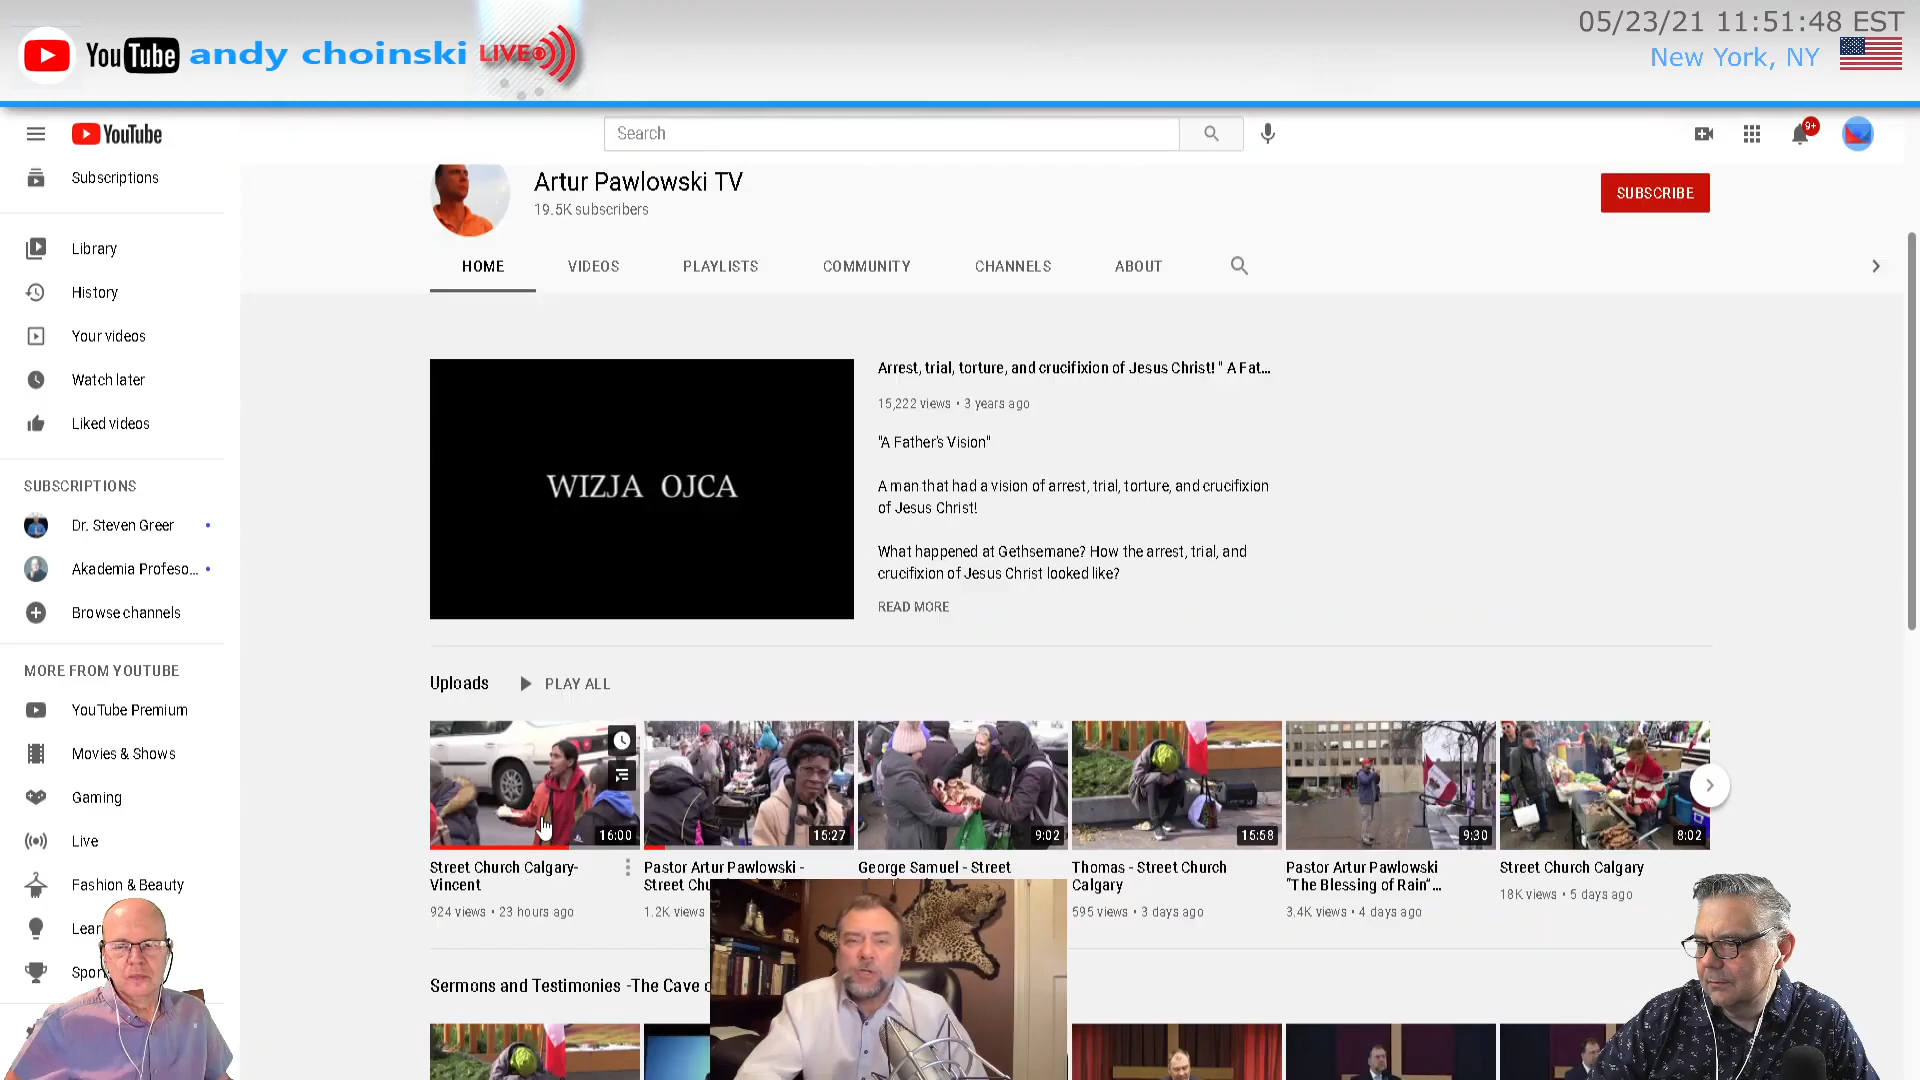 05/23/21 11:51:48 EST
YouTube andy choinski LIVE
New York, NY
YouTube
Search
9+
Subscriptions
Artur Pawlowski TV
19.5K subscribers
SUBSCRIBE
Library
HOME VIDEOS PLAYLISTS COMMUNITY CHANNELS ABOUT
History
Your videos
Watch later
Liked videos
WIZJA OJCA
Arrest, trial, torture, and crucifixion of Jesus Christ! " A Fat...
15,222 views • 3 years ago
"A Father's Vision"
A man that had a vision of arrest, trial, torture, and crucifixion
of Jesus Christ!
What happened at Gethsemane? How the arrest, trial, and
crucifixion of Jesus Christ looked like?
READ MORE
SUBSCRIPTIONS
Dr. Steven Greer
Akademia Profeso...
Browse channels
MORE FROM YOUTUBE
YouTube Premium
Movies & Shows
Gaming
Live
Fashion & Beauty
Uploads PLAY ALL
16:00
Street Church Calgary-
Vincent
924 views • 23 hours ago
15:27
Pastor Artur Pawlowski -
Street
1.2K views
9:02
George Samuel - Street
15:58
Thomas - Street Church
Calgary
595 views • 3 days ago
9:30
Pastor Artur Pawlowski
"The Blessing of Rain"...
3.4K views • 4 days ago
8:02
Street Church Calgary
18K views • 5 days ago
Sermons and Testimonies -The Cave